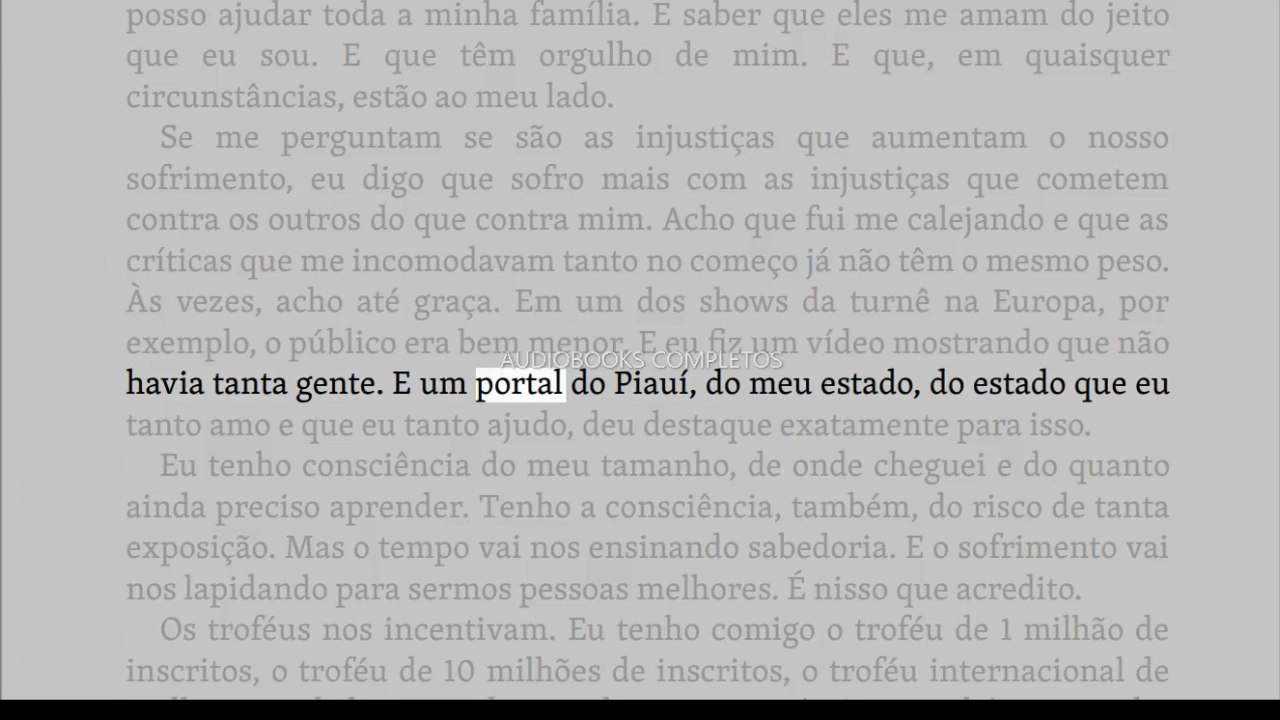 posso ajudar toda a minha família. E saber que eles me amam do jeito
que eu sou. E que têm orgulho de mim. E que, em quaisquer
circunstâncias, estão ao meu lado.
Se me perguntam se são as injustiças que aumentam o nosso
sofrimento, eu digo que sofro mais com as injustiças que cometem
contra os outros do que contra mim. Acho que fui me calejando e que as
críticas que me incomodavam tanto no começo já não têm o mesmo peso.
Às vezes, acho até graça. Em um dos shows da turnê na Europa, por
exemplo, o público era bem menor. E eu fiz um vídeo mostrando que não
AUDIOBOOKS COMPLETOS
havia tanta gente. E um portal do Piauí, do meu estado, do estado que eu
tanto amo e que eu tanto ajudo, deu destaque exatamente para isso.
Eu tenho consciência do meu tamanho, de onde cheguei e do quanto
ainda preciso aprender. Tenho a consciência, também, do risco de tanta
exposição. Mas o tempo vai nos ensinando sabedoria. E o sofrimento vai
nos lapidando para sermos pessoas melhores. É nisso que acredito.
Os troféus nos incentivam. Eu tenho comigo o troféu de 1 milhão de
inscritos, o troféu de 10 milhões de inscritos, o troféu internacional de